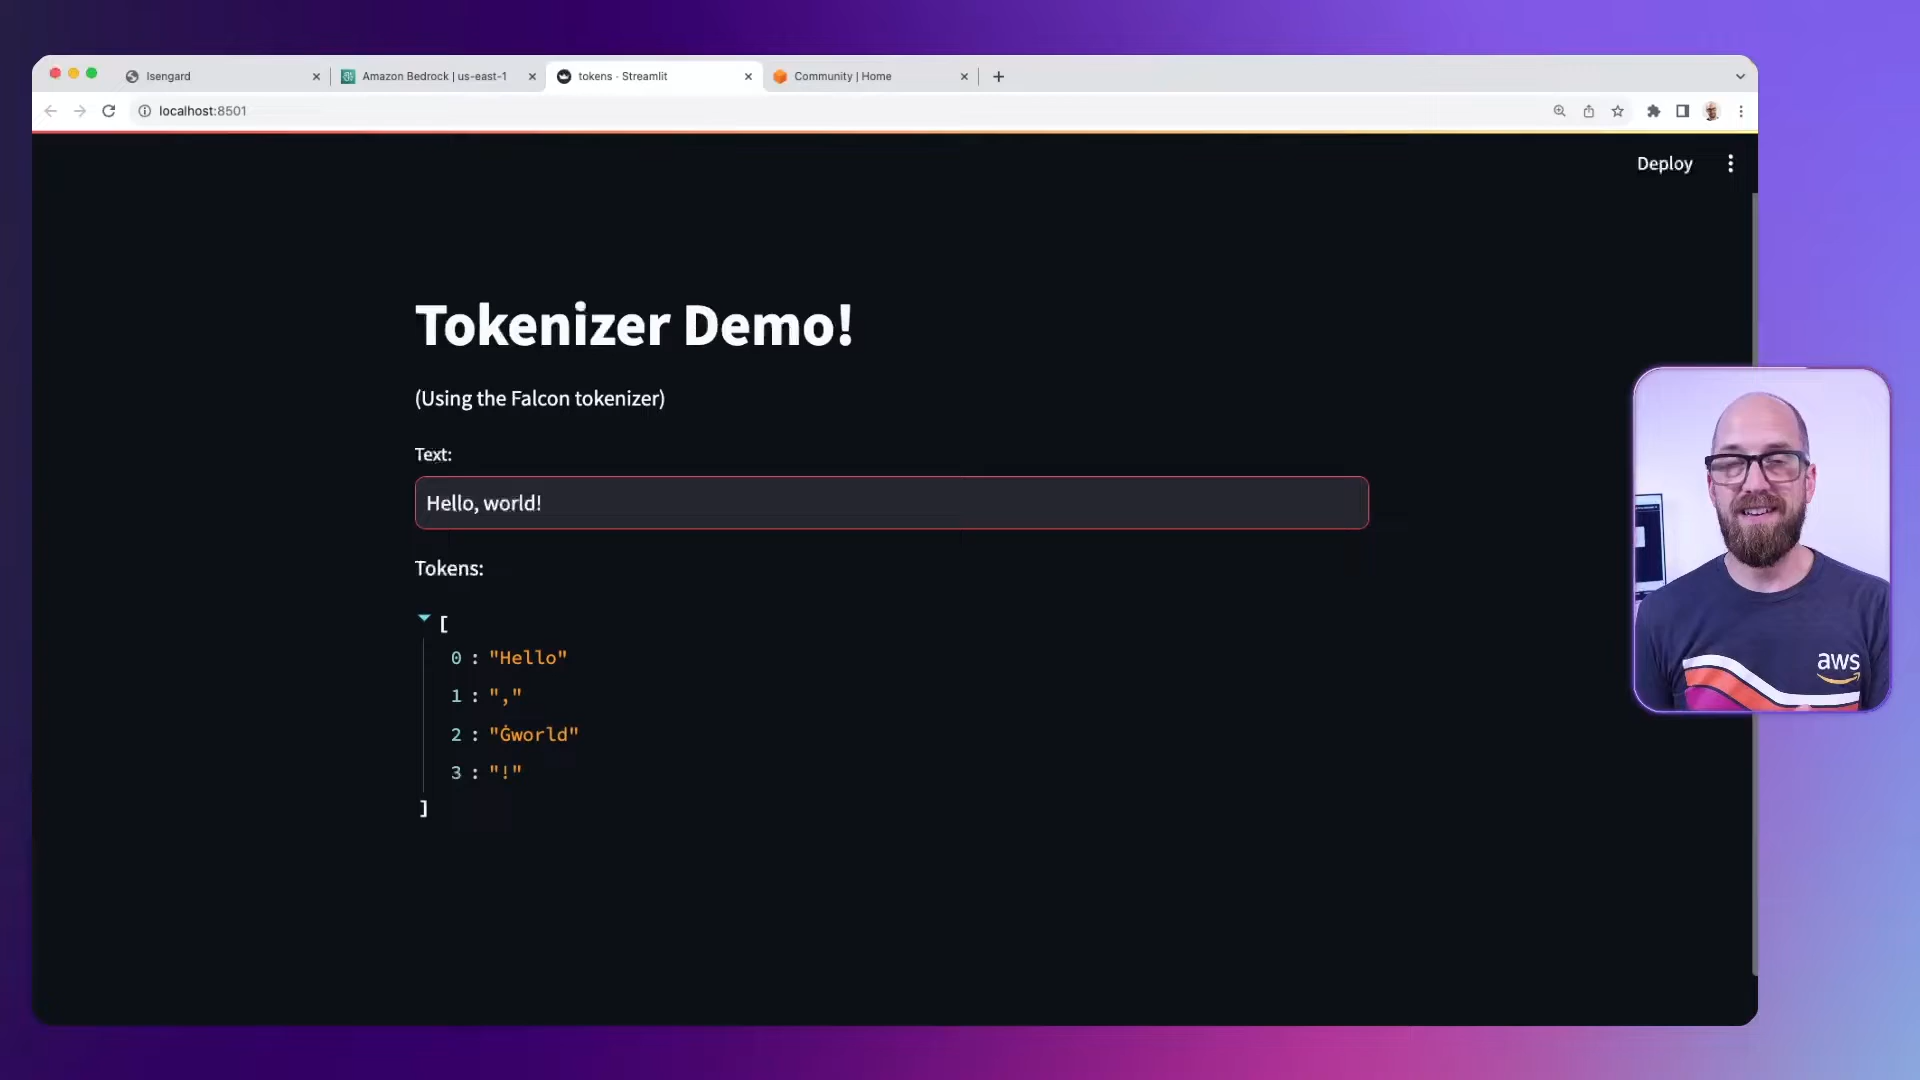 Isengard
Amazon Bedrock | us-east-1
tokens · Streamlit
Community | Home
localhost:8501
Deploy
Tokenizer Demo!
(Using the Falcon tokenizer)
Text:
Hello, world!
Tokens:
[
0 : "Hello"
1 : ","
2 : "Ġworld"
3 : "!"
]
aws